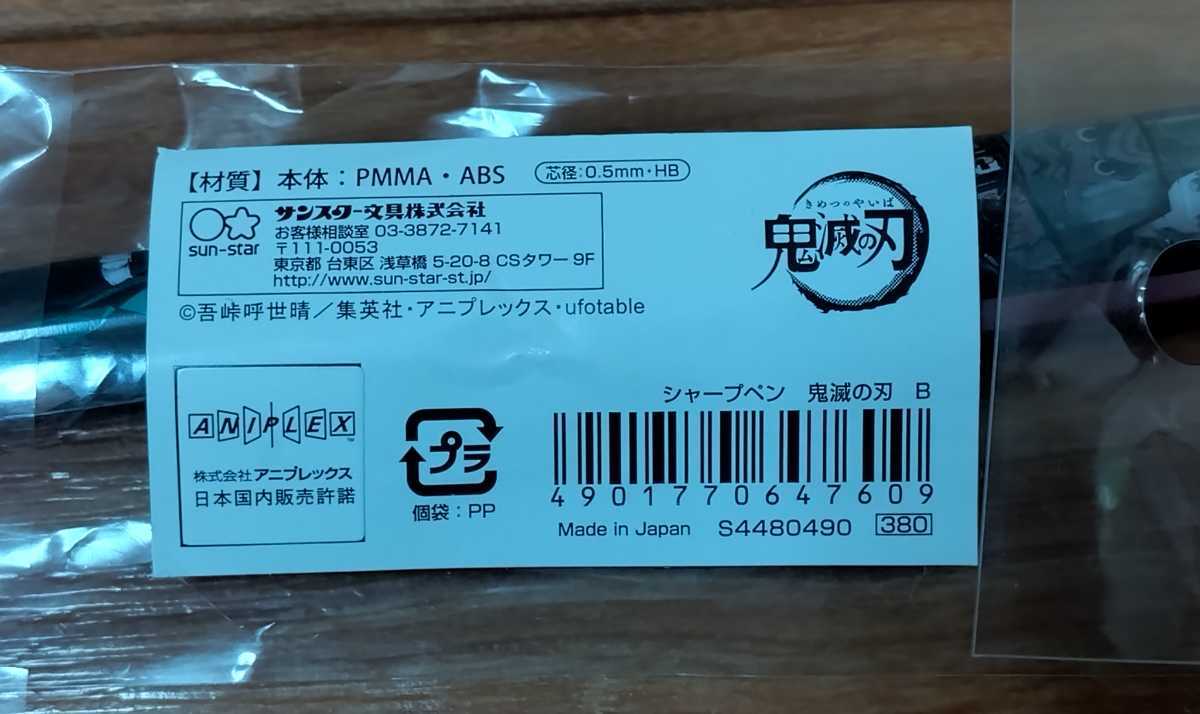 【材質】本体：PMMA・ABS
芯径:0.5mm・HB
sun-star
サンスター文具株式会社
お客様相談室 03-3872-7141
〒111-0053
東京都 台東区 浅草橋 5-20-8 CSタワー 9F
http://www.sun-star-st.jp/
©吾峠呼世晴／集英社・アニプレックス・ufotable
きめつのやいば
鬼滅の刃
ANIPLEX™
株式会社アニプレックス
日本国内販売許諾
プラ
個袋：PP
シャープペン 鬼滅の刃 B
4901770647609
Made in Japan S4480490 380